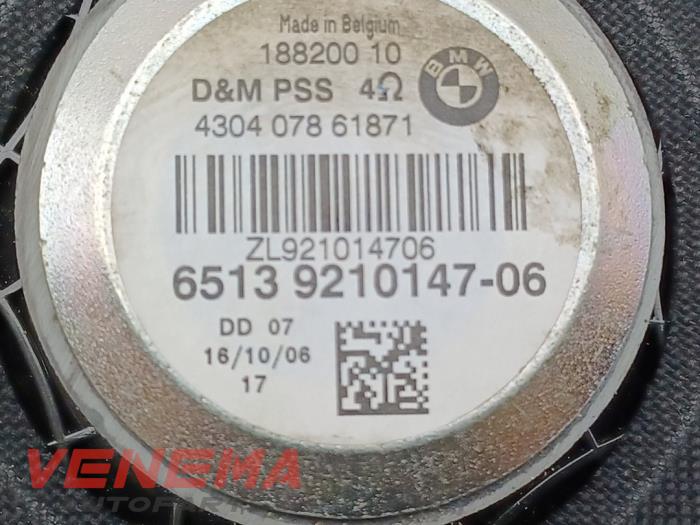 Made in Belgium
188200 10
D&M PSS 4Ω
BMW
4304 078 61871
ZL921014706
6513 9210147-06
DD 07
16/10/06
17
VENEMA
AUTOPARTS